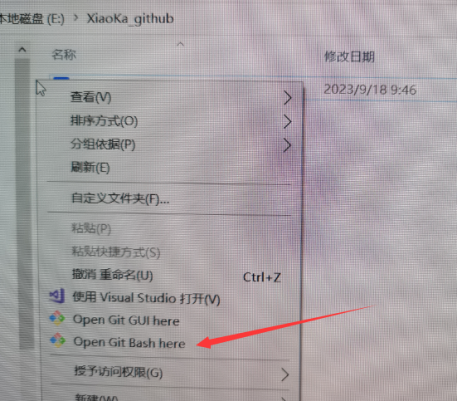 本地磁盘 (E:) > XiaoKa_github
名称
修改日期
2023/9/18 9:46
查看(V)
排序方式(O)
分组依据(P)
刷新(E)
自定义文件夹(F)...
粘贴(P)
粘贴快捷方式(S)
撤消 重命名(U) Ctrl+Z
使用 Visual Studio 打开(V)
Open Git GUI here
Open Git Bash here
授予访问权限(G)
新建(W)